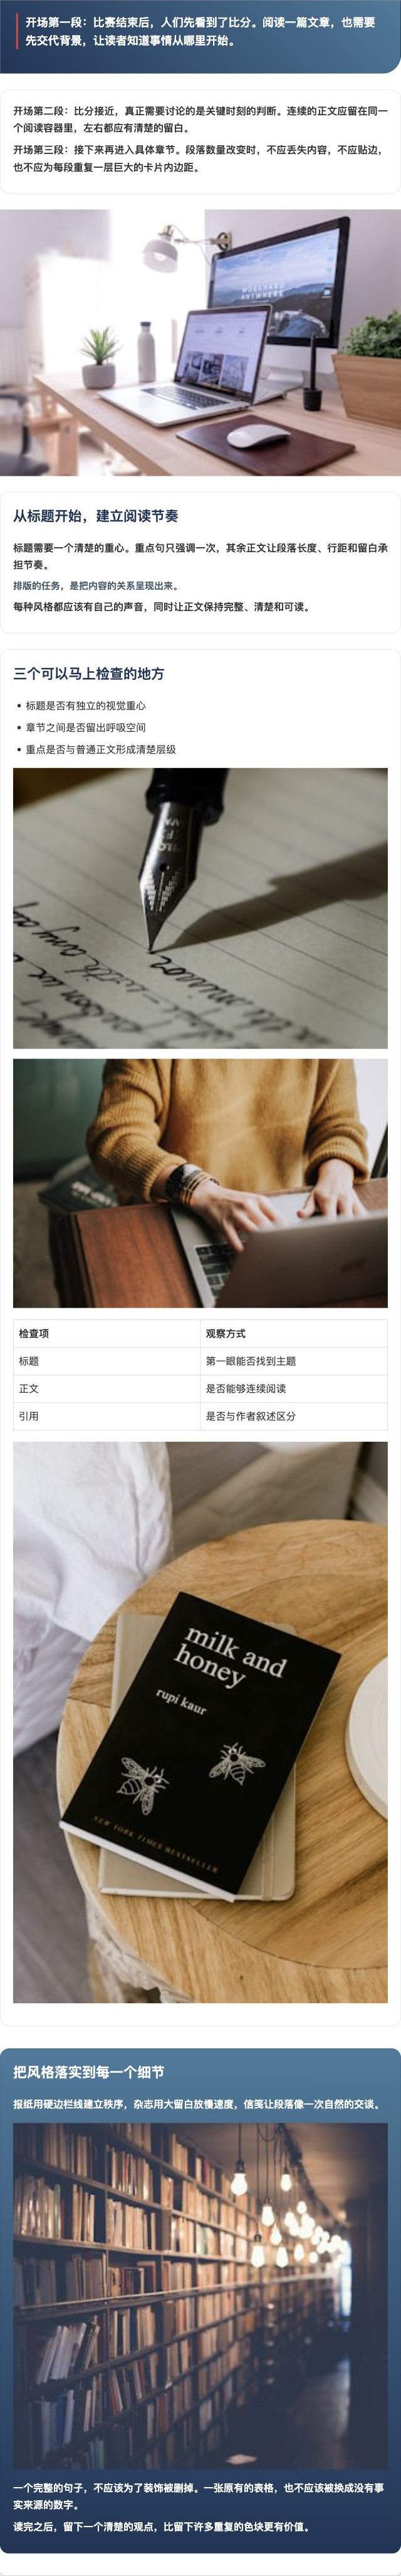 开场第一段：比赛结束后，人们先看到了比分。阅读一篇文章，也需要
先交代背景，让读者知道事情从哪里开始。
开场第二段：比分接近，真正需要讨论的是关键时刻的判断。连续的正文应留在同一
个阅读容器里，左右都应有清楚的留白。
开场第三段：接下来再进入具体章节。段落数量改变时，不应丢失内容，不应贴边，
也不应为每段重复一层巨大的卡片内边距。
从标题开始，建立阅读节奏
标题需要一个清楚的重心。重点句只强调一次，其余正文让段落长度、行距和留白承
担节奏。
排版的任务，是把内容的关系呈现出来。
每种风格都应该有自己的声音，同时让正文保持完整、清楚和可读。
三个可以马上检查的地方
• 标题是否有独立的视觉重心
• 章节之间是否留出呼吸空间
• 重点是否与普通正文形成清楚层级
检查项 观察方式
标题 第一眼能否找到主题
正文 是否能够连续阅读
引用 是否与作者叙述区分
milk and
honey
rupi kaur
NEW YORK TIMES BESTSELLER
把风格落实到每一个细节
报纸用硬边栏线建立秩序，杂志用大留白放慢速度，信笺让段落像一次自然的交谈。
一个完整的句子，不应该为了装饰被删掉。一张原有的表格，也不应该被换成没有事
实来源的数字。
读完之后，留下一个清楚的观点，比留下许多重复的色块更有价值。